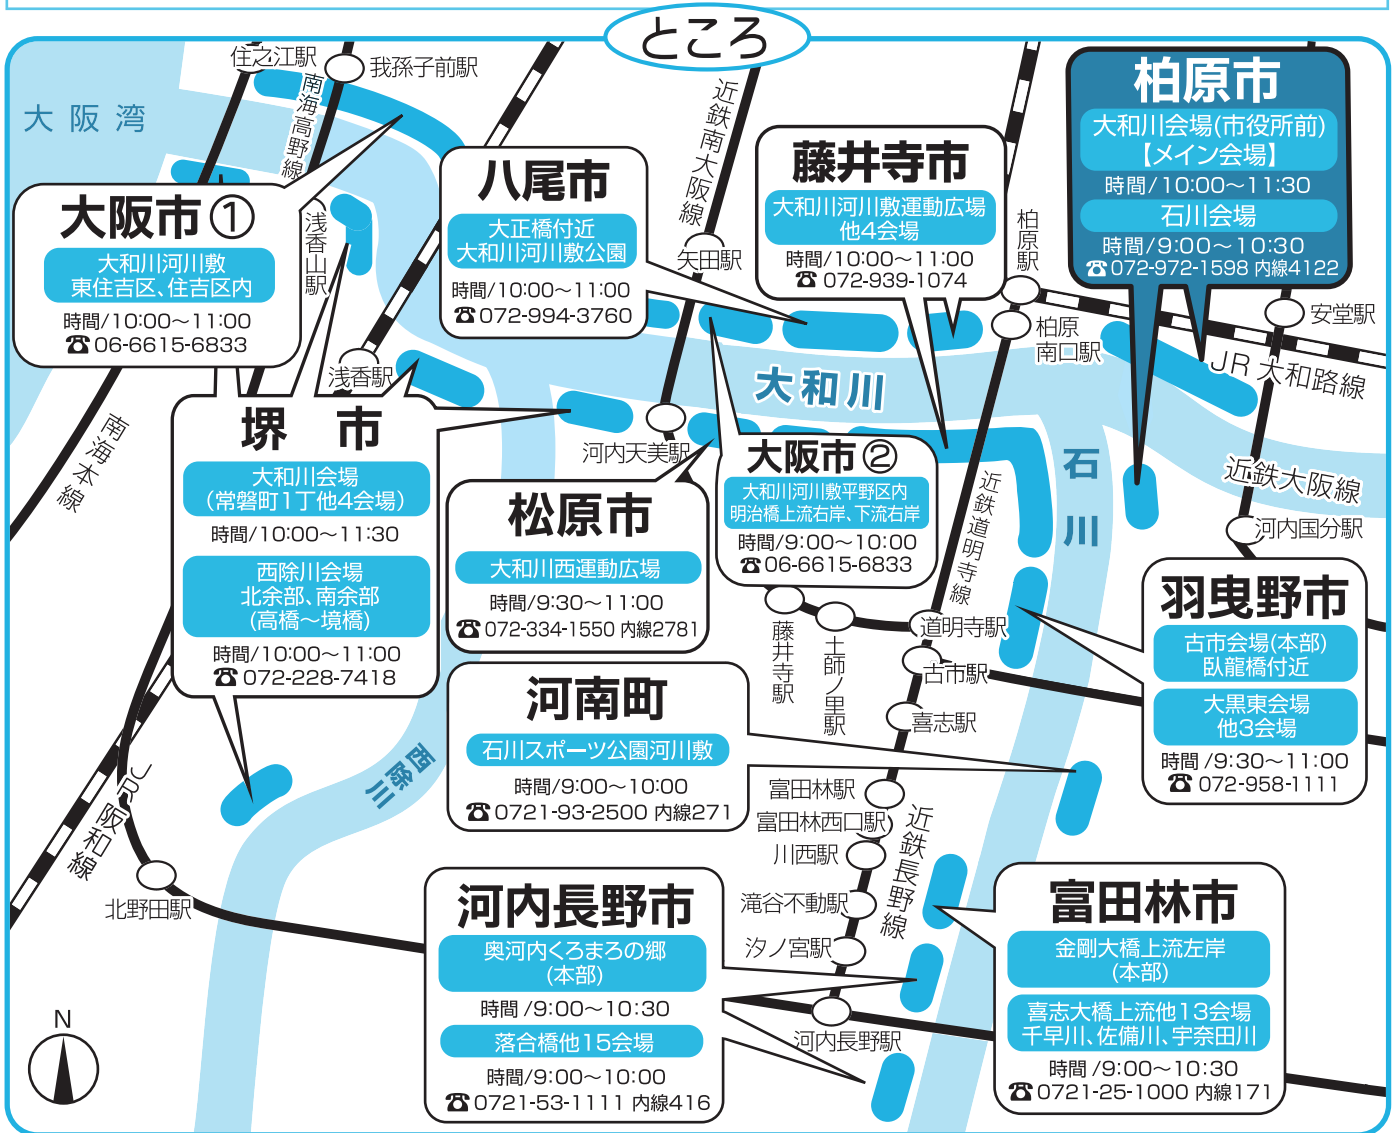 ところ
大阪湾
住之江駅
我孫子前駅
南海高野線
近鉄南大阪線
大阪市①
大和川河川敷
東住吉区、住吉区内
時間/10:00〜11:00
☎06-6615-6833
浅香山駅
八尾市
大正橋付近
大和川河川敷公園
時間/10:00〜11:00
☎072-994-3760
矢田駅
藤井寺市
大和川河川敷運動広場
他4会場
時間/10:00〜11:00
☎072-939-1074
柏原駅
柏原市
大和川会場(市役所前)
【メイン会場】
時間/10:00〜11:30
石川会場
時間/9:00〜10:30
☎072-972-1598 内線4122
安堂駅
柏原
南口駅
JR大和路線
浅香駅
大和川
南海本線
河内天美駅
堺 市
大和川会場
(常磐町1丁他4会場)
時間/10:00〜11:30
西除川会場
北余部、南余部
(高橋〜境橋)
時間/10:00〜11:00
☎072-228-7418
松原市
大和川西運動広場
時間/9:30〜11:00
☎072-334-1550 内線2781
大阪市②
大和川河川敷平野区内
明治橋上流右岸、下流右岸
時間/9:00〜10:00
☎06-6615-6833
近鉄道明寺線
石川
近鉄大阪線
河内国分駅
藤井寺駅
土師ノ里駅
道明寺駅
古市駅
喜志駅
羽曳野市
古市会場(本部)
臥龍橋付近
大黒東会場
他3会場
時間/9:30〜11:00
☎072-958-1111
河南町
石川スポーツ公園河川敷
時間/9:00〜10:00
☎0721-93-2500 内線271
西除川
JR阪和線
北野田駅
富田林駅
富田林西口駅
川西駅
滝谷不動駅
汐ノ宮駅
近鉄長野線
河内長野駅
河内長野市
奥河内くろまろの郷
(本部)
時間/9:00〜10:30
落合橋他15会場
時間/9:00〜10:00
☎0721-53-1111 内線416
富田林市
金剛大橋上流左岸
(本部)
喜志大橋上流他13会場
千早川、佐備川、宇奈田川
時間/9:00〜10:30
☎0721-25-1000 内線171
N